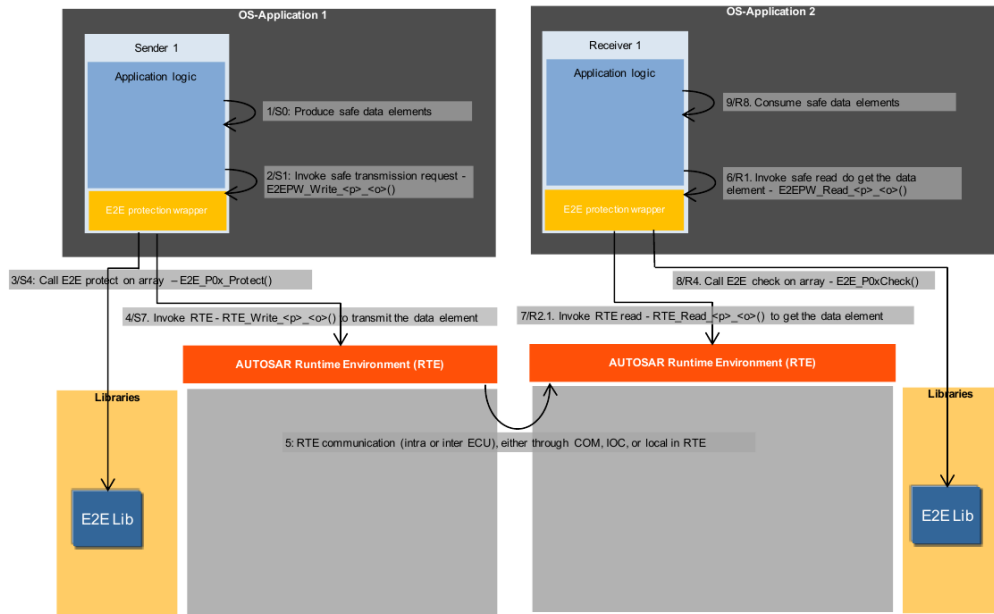 OS-Application 1
Sender 1
Application logic
1/S0: Produce safe data elements
2/S1: Invoke safe transmission request -
E2EPW_Write_<p>_<o>()
E2E protection wrapper
3/S4: Call E2E protect on array – E2E_P0x_Protect()
4/S7. Invoke RTE - RTE_Write_<p>_<o>() to transmit the data element
AUTOSAR Runtime Environment (RTE)
Libraries
E2E Lib
5: RTE communication (intra or inter ECU), either through COM, IOC, or local in RTE
OS-Application 2
Receiver 1
Application logic
9/R8. Consume safe data elements
6/R1. Invoke safe read do get the data
element - E2EPW_Read_<p>_<o>()
E2E protection wrapper
8/R4. Call E2E check on array - E2E_P0xCheck()
7/R2.1. Invoke RTE read - RTE_Read_<p>_<o>() to get the data element
AUTOSAR Runtime Environment (RTE)
Libraries
E2E Lib